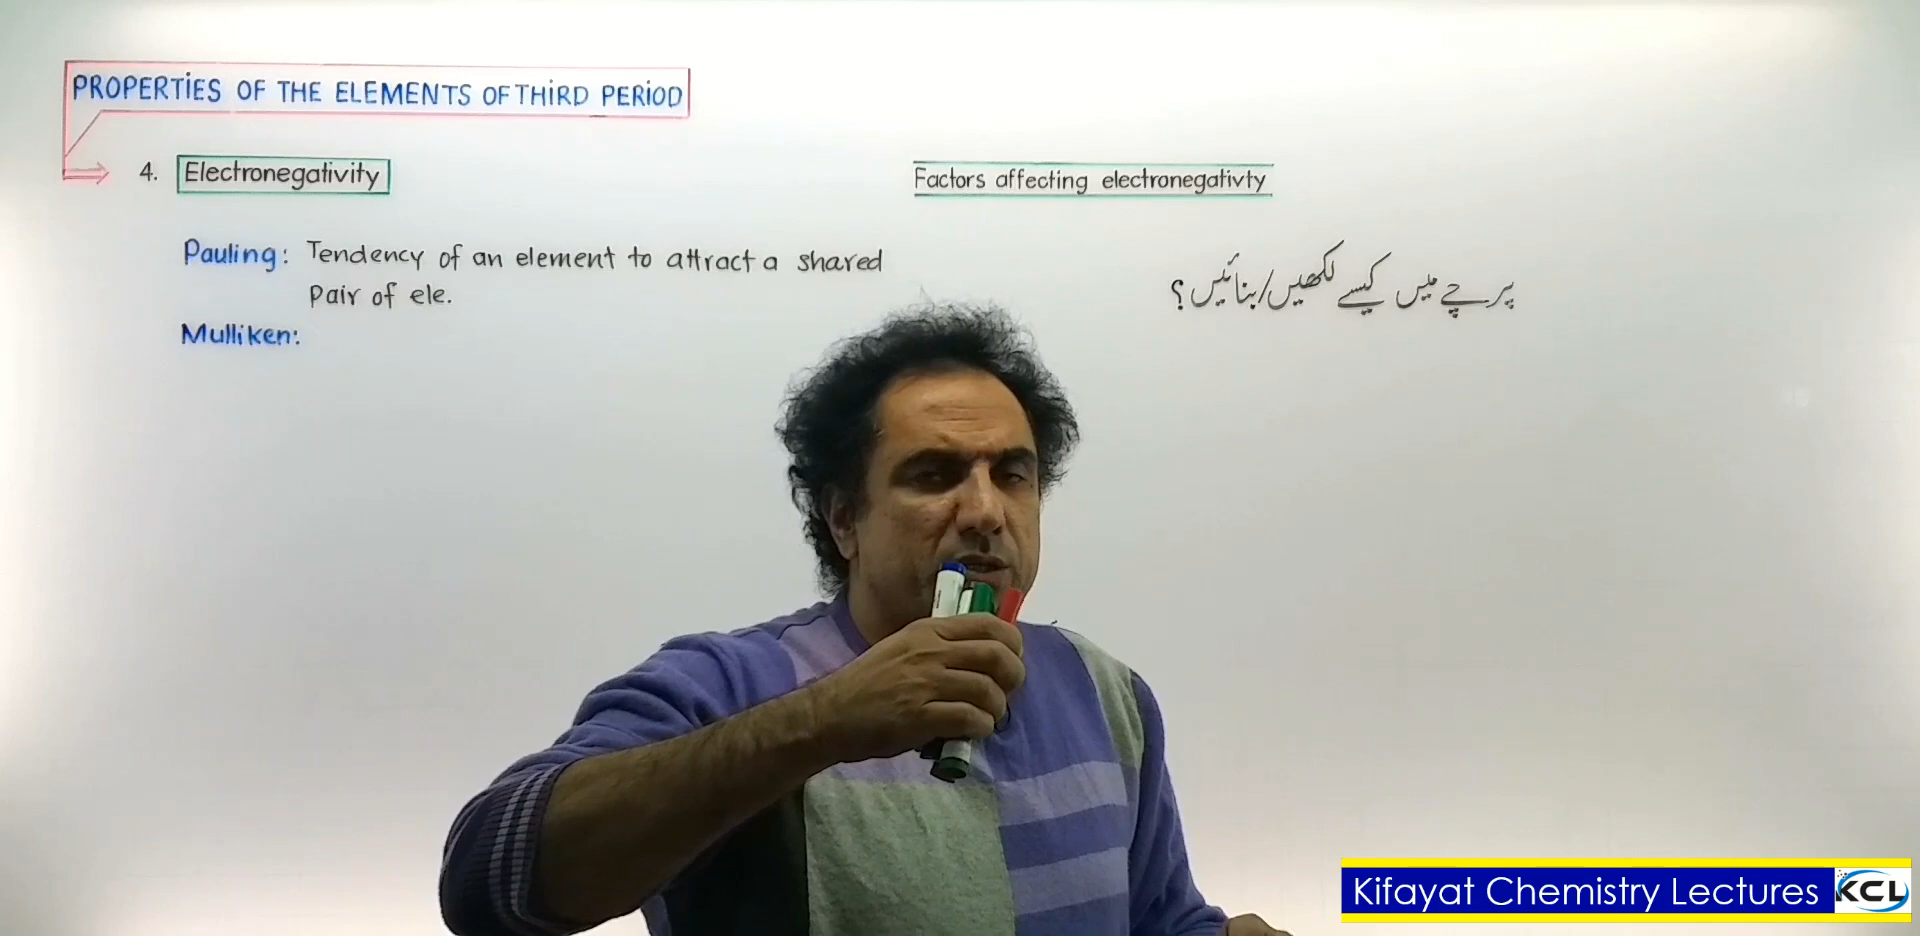 PROPERTIES OF THE ELEMENTS OF THIRD PERIOD
4. Electronegativity
Pauling: Tendency of an element to attract a shared
Pair of ele.
Mulliken:
Factors affecting electronegativty
پرچے میں کیسے لکھیں/بنائیں؟
Kifayat Chemistry Lectures KCL